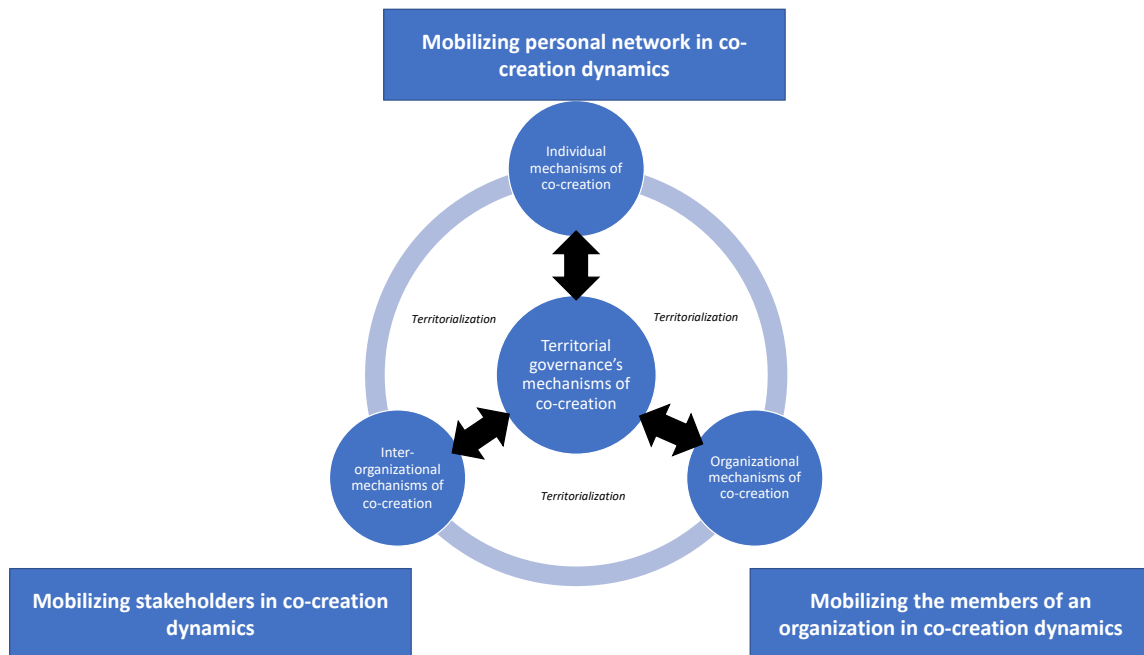 Mobilizing personal network in co-
creation dynamics
Individual
mechanisms of
co-creation
Territorialization
Territorialization
Territorial
governance’s
mechanisms of
co-creation
Inter-
organizational
mechanisms of
co-creation
Organizational
mechanisms of
co-creation
Territorialization
Mobilizing stakeholders in co-creation
dynamics
Mobilizing the members of an
organization in co-creation dynamics